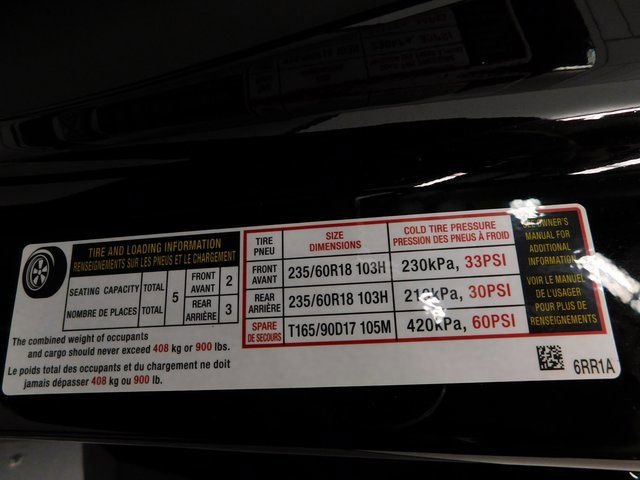 TIRE AND LOADING INFORMATION
RENSEIGNEMENTS SUR LES PNEUS ET LE CHARGEMENT
SEATING CAPACITY TOTAL 5 FRONT AVANT 2
NOMBRE DE PLACES TOTAL REAR ARRIÈRE 3
The combined weight of occupants
and cargo should never exceed 408 kg or 900 lbs.
Le poids total des occupants et du chargement ne doit
jamais dépasser 408 kg ou 900 lb.
TIRE PNEU SIZE DIMENSIONS COLD TIRE PRESSURE PRESSION DES PNEUS À FROID
FRONT AVANT 235/60R18 103H 230kPa, 33PSI
REAR ARRIÈRE 235/60R18 103H 210kPa, 30PSI
SPARE DE SECOURS T165/90D17 105M 420kPa, 60PSI
OWNER'S
MANUAL FOR
ADDITIONAL
INFORMATION
VOIR LE MANUEL
DE L'USAGER
POUR PLUS DE
RENSEIGNEMENTS
6RR1A